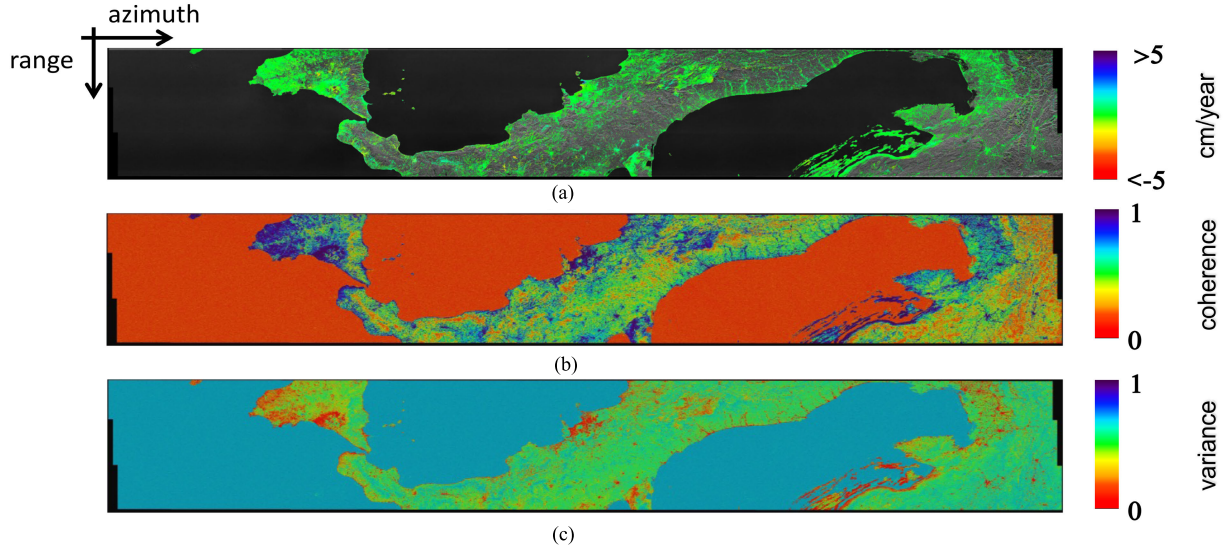 azimuth
range
>5
cm/year
<-5
(a)
1
coherence
0
(b)
1
variance
0
(c)